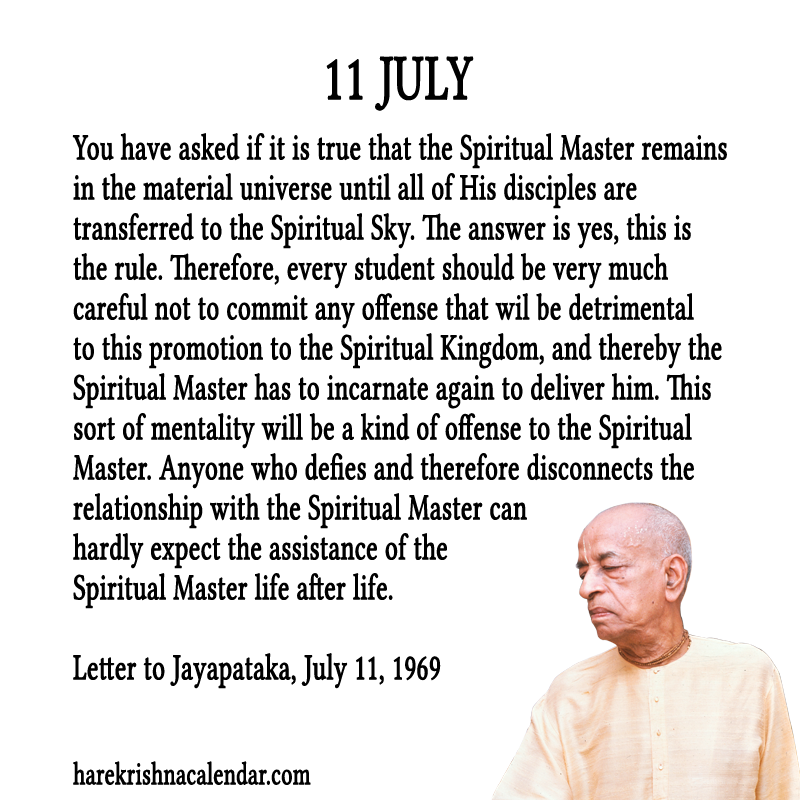 11 JULY
You have asked if it is true that the Spiritual Master remains
in the material universe until all of His disciples are
transferred to the Spiritual Sky. The answer is yes, this is
the rule. Therefore, every student should be very much
careful not to commit any offense that wil be detrimental
to this promotion to the Spiritual Kingdom, and thereby the
Spiritual Master has to incarnate again to deliver him. This
sort of mentality will be a kind of offense to the Spiritual
Master. Anyone who defies and therefore disconnects the
relationship with the Spiritual Master can
hardly expect the assistance of the
Spiritual Master life after life.
Letter to Jayapataka, July 11, 1969
harekrishnacalendar.com